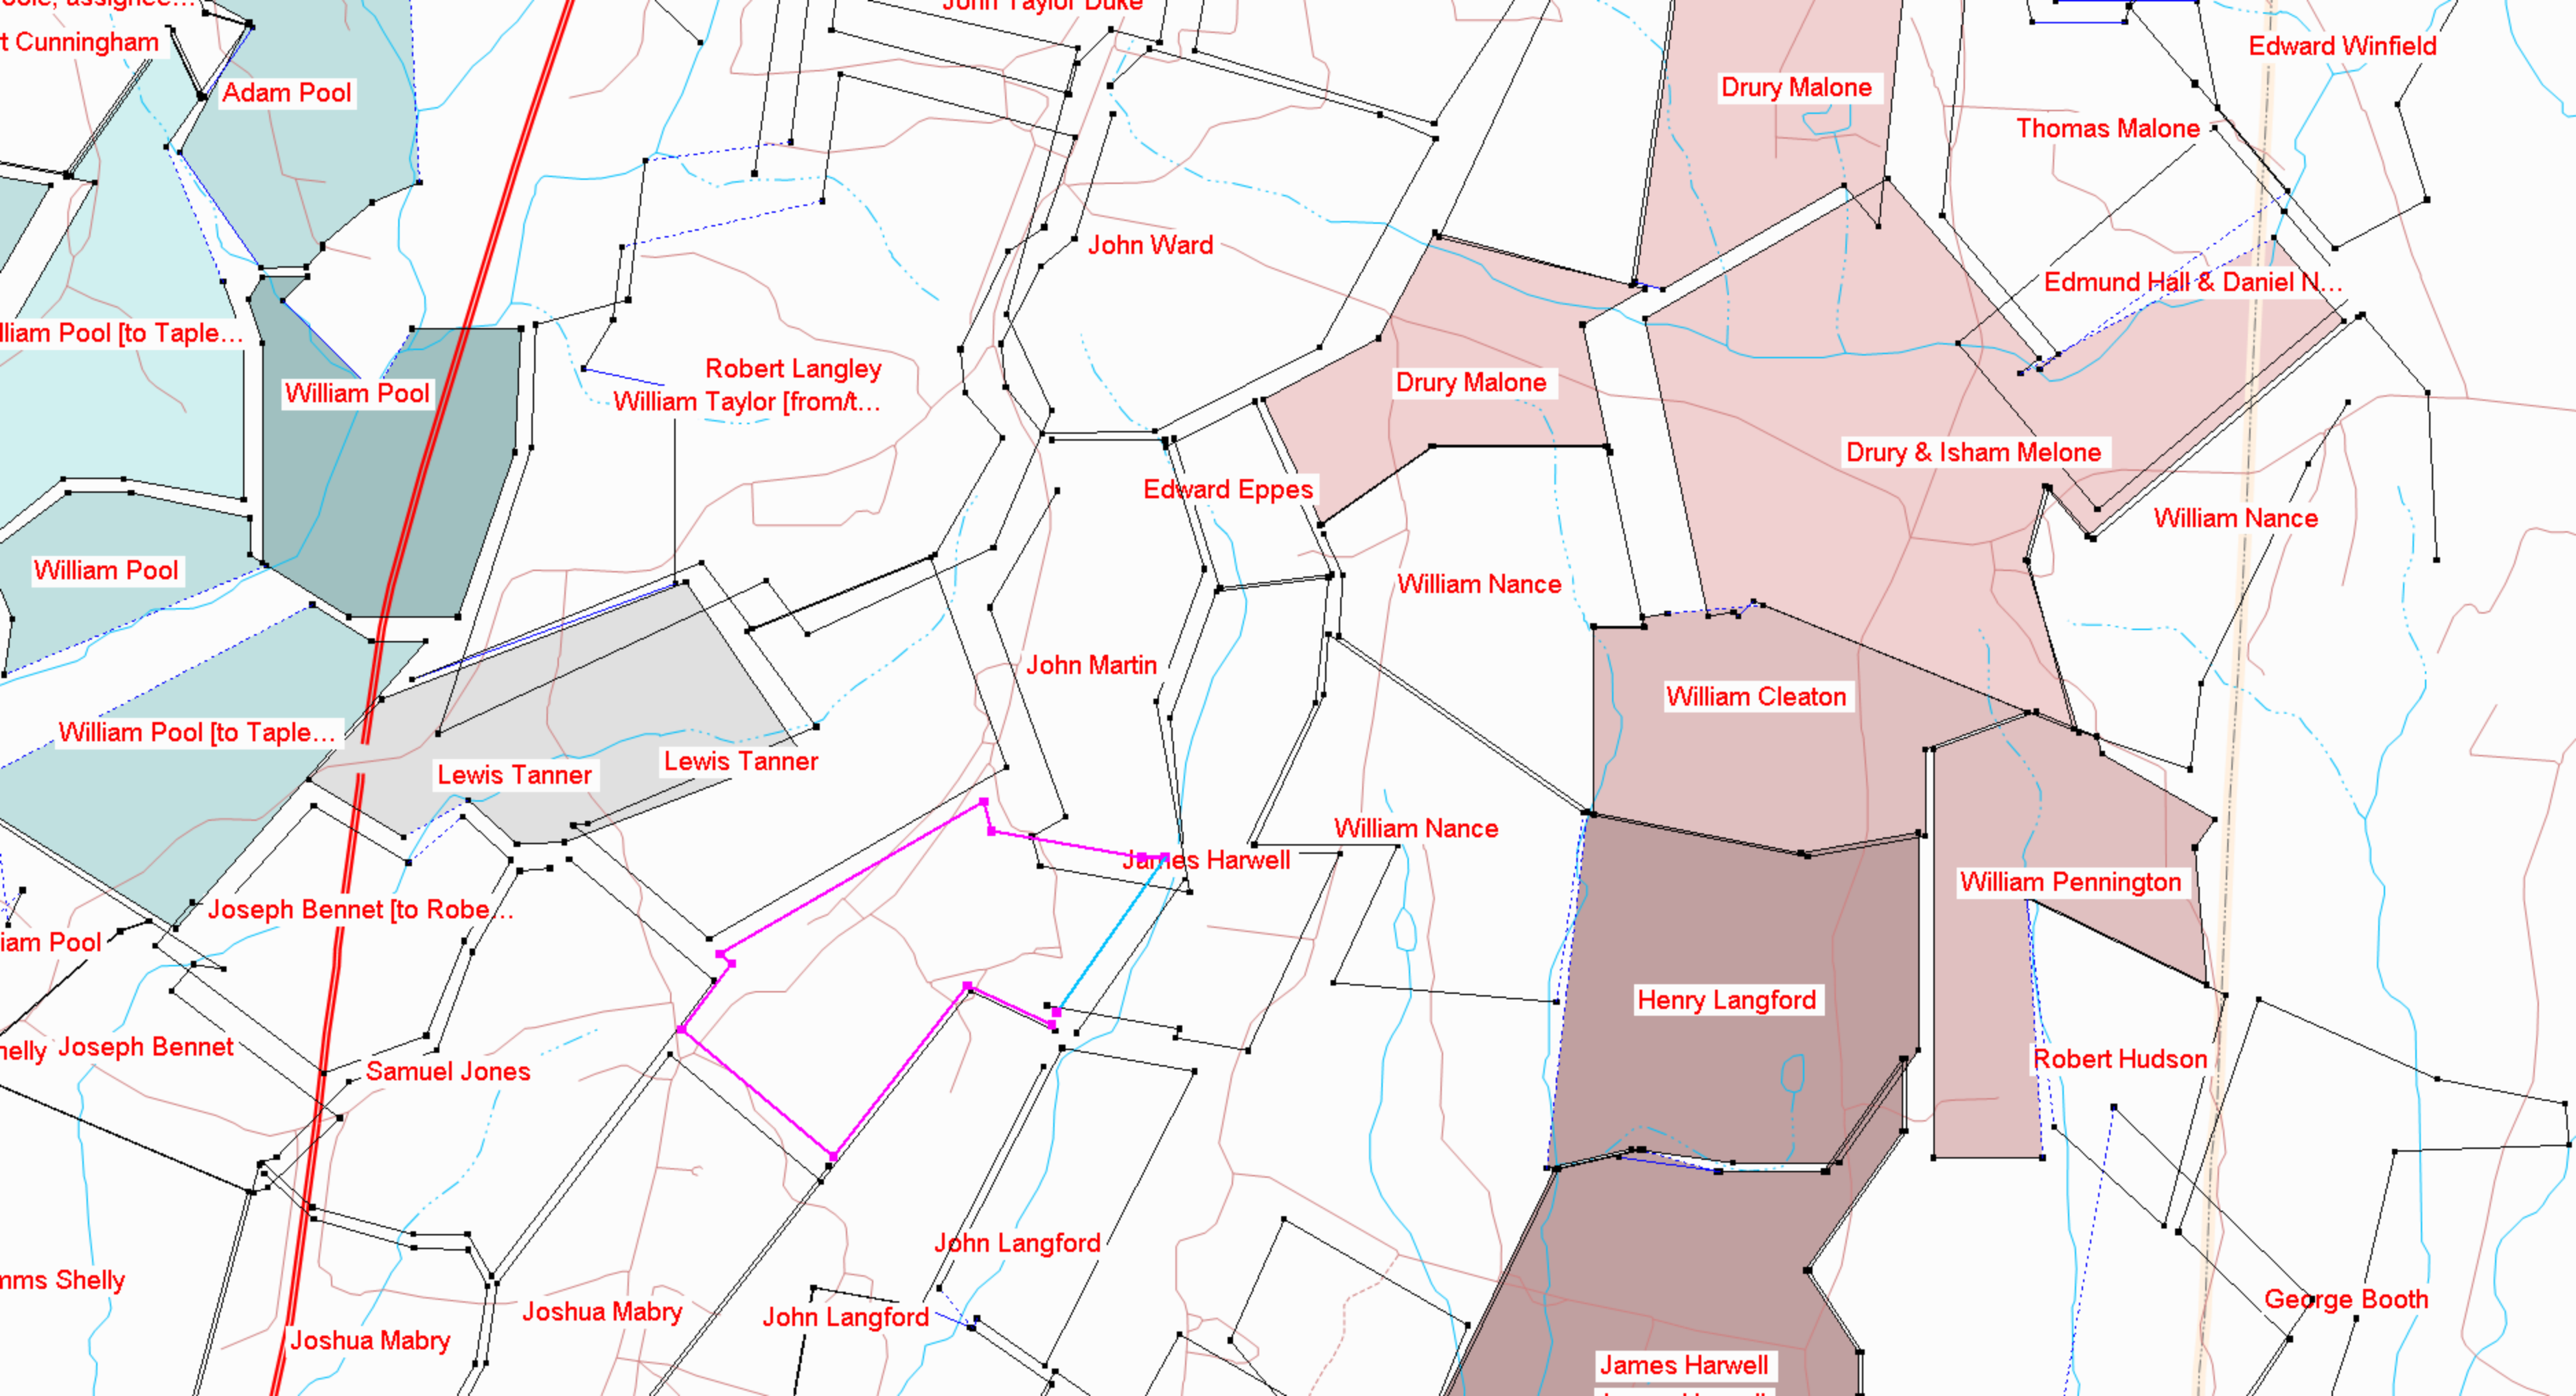 John Taylor Duke
t Cunningham
Edward Winfield
Adam Pool
Drury Malone
Thomas Malone
John Ward
Edmund Hall & Daniel N...
lliam Pool [to Taple...
Robert Langley
Drury Malone
William Pool
William Taylor [from/t...
Drury & Isham Melone
Edward Eppes
William Nance
William Pool
William Nance
John Martin
William Cleaton
William Pool [to Taple...
Lewis Tanner
Lewis Tanner
William Nance
James Harwell
William Pennington
Joseph Bennet [to Robe...
iam Pool
Henry Langford
Joseph Bennet
helly
Robert Hudson
Samuel Jones
John Langford
mms Shelly
George Booth
Joshua Mabry
John Langford
Joshua Mabry
James Harwell